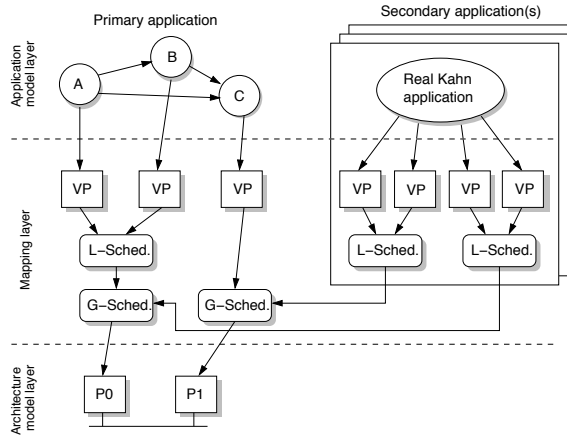 Primary application
Secondary application(s)
Application
model layer
A
B
C
Real Kahn
application
Mapping layer
VP
VP
VP
VP
VP
VP
VP
L-Sched.
L-Sched.
L-Sched.
G-Sched.
G-Sched.
Architecture
model layer
P0
P1